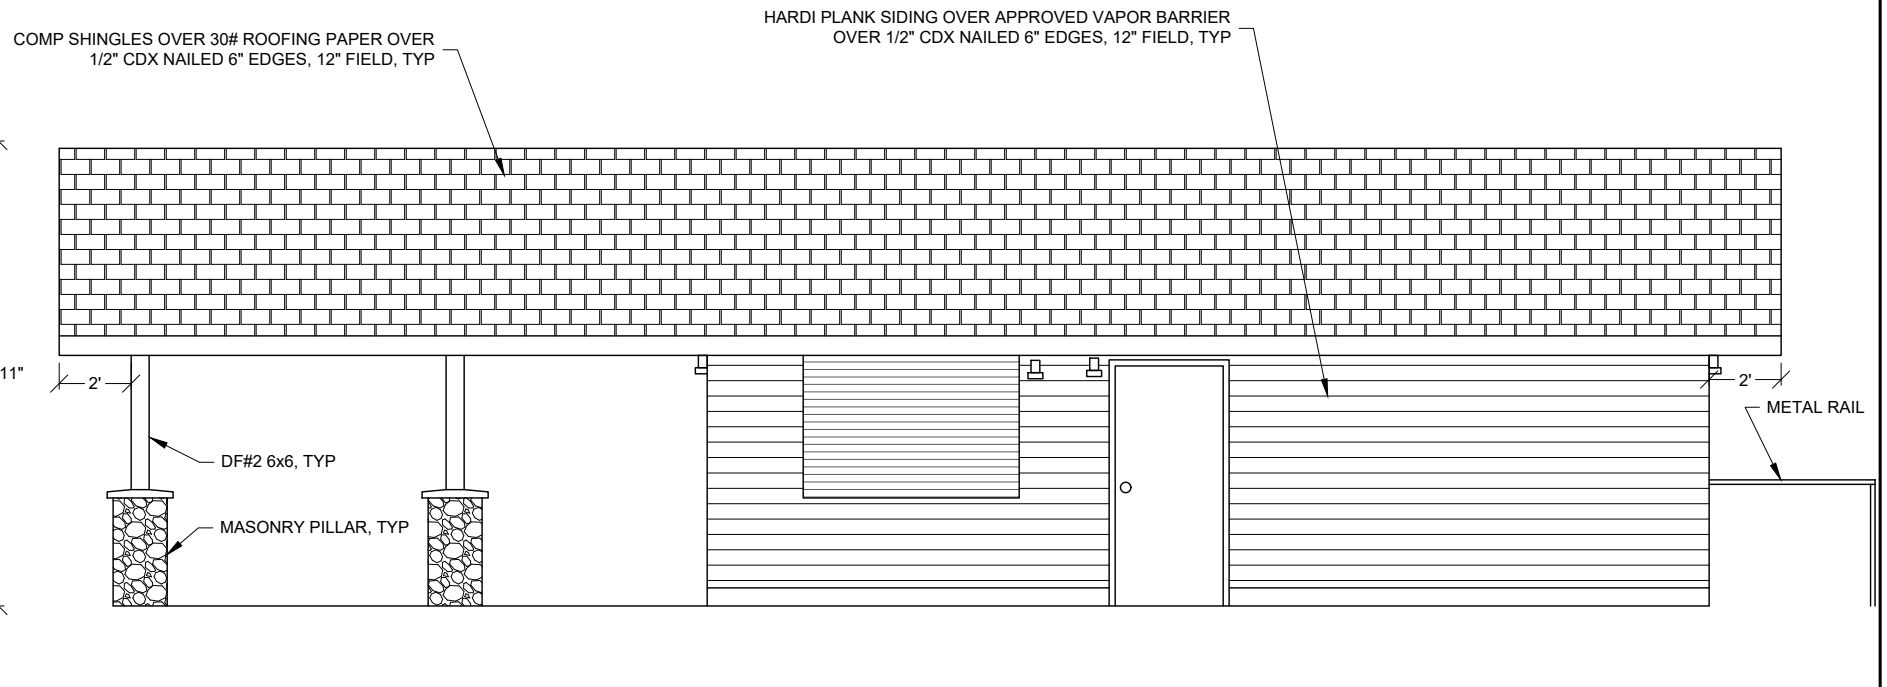 HARDI PLANK SIDING OVER APPROVED VAPOR BARRIER
OVER 1/2" CDX NAILED 6" EDGES, 12" FIELD, TYP
COMP SHINGLES OVER 30# ROOFING PAPER OVER
1/2" CDX NAILED 6" EDGES, 12" FIELD, TYP
11"
2'
2'
METAL RAIL
DF#2 6x6, TYP
MASONRY PILLAR, TYP